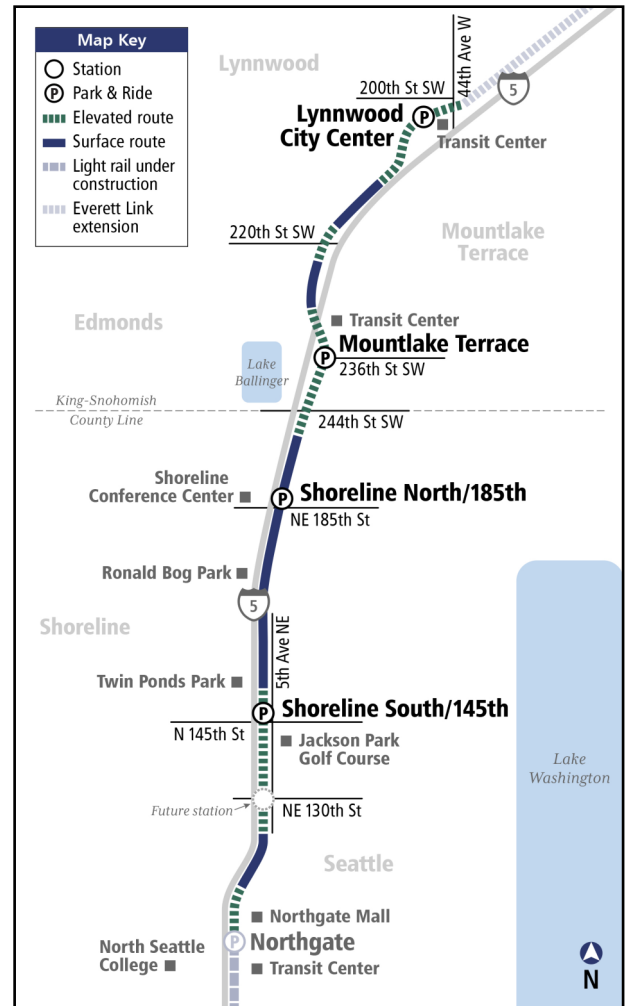 Map Key
Station
P
Park & Ride
Elevated route
Surface route
Light rail under
construction
Everett Link
extension
Lynnwood
44th Ave W
5
200th St SW
Lynnwood
City Center
P
Transit Center
220th St SW
Mountlake
Terrace
Edmonds
Transit Center
Mountlake Terrace
P
236th St SW
Lake
Ballinger
King-Snohomish
County Line
244th St SW
Shoreline
Conference Center
P
Shoreline North/185th
NE 185th St
Ronald Bog Park
5
Shoreline
5th Ave NE
Twin Ponds Park
P
Shoreline South/145th
N 145th St
Jackson Park
Golf Course
Lake
Washington
Future station
NE 130th St
Seattle
Northgate Mall
P
Northgate
North Seattle
College
Transit Center
N